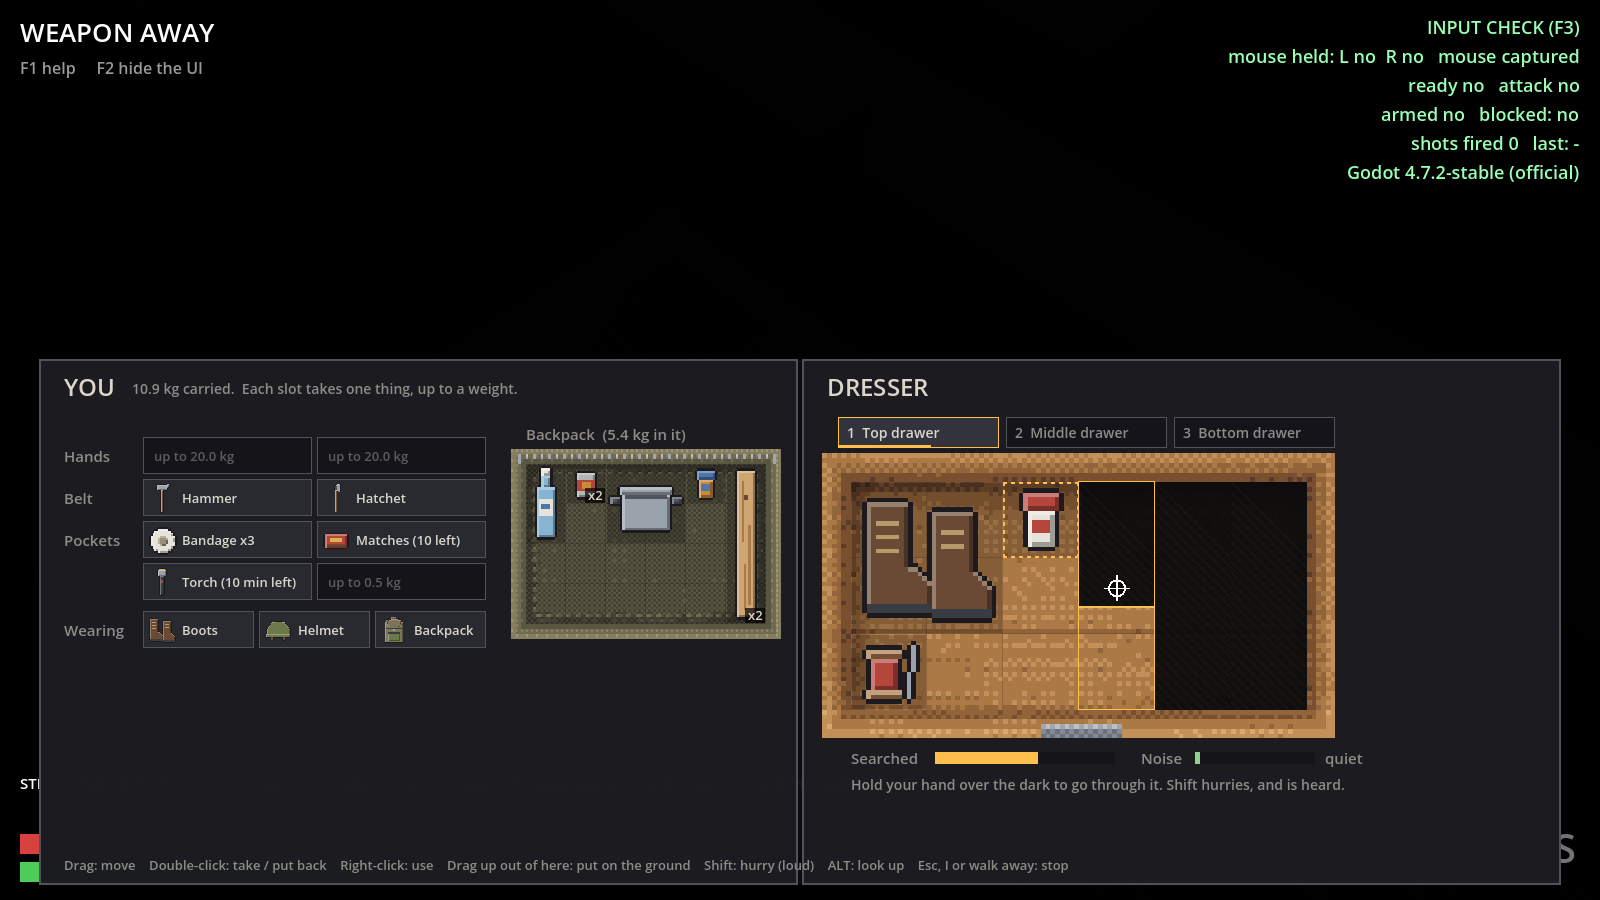 WEAPON AWAY
F1 help F2 hide the UI
INPUT CHECK (F3)
mouse held: L no R no mouse captured
ready no attack no
armed no blocked: no
shots fired 0 last: -
Godot 4.7.2-stable (official)
YOU 10.9 kg carried. Each slot takes one thing, up to a weight.
Hands up to 20.0 kg up to 20.0 kg
Belt Hammer Hatchet
Pockets Bandage x3 Matches (10 left)
Torch (10 min left) up to 0.5 kg
Wearing Boots Helmet Backpack
Backpack (5.4 kg in it)
x2
x2
DRESSER
1 Top drawer 2 Middle drawer 3 Bottom drawer
Searched Noise quiet
Hold your hand over the dark to go through it. Shift hurries, and is heard.
Drag: move Double-click: take / put back Right-click: use Drag up out of here: put on the ground Shift: hurry (loud) ALT: look up Esc, I or walk away: stop